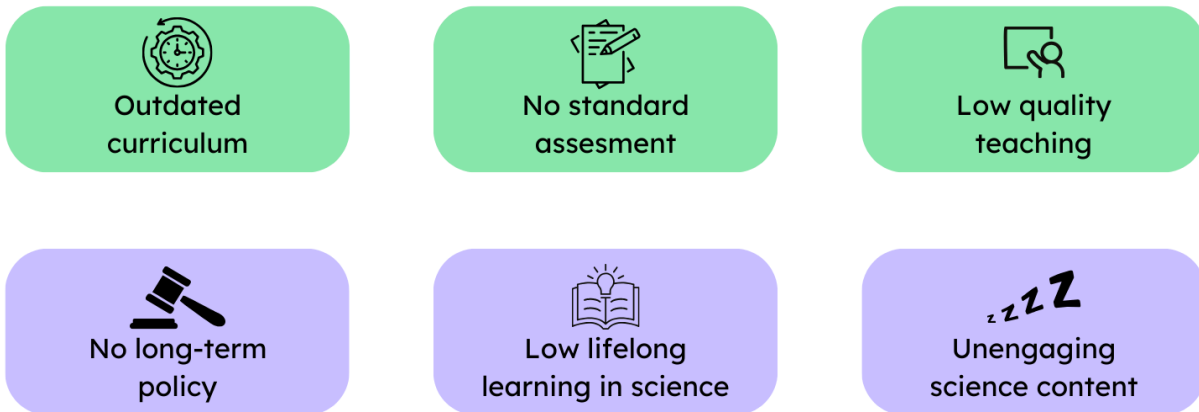 Outdated
curriculum
No standard
assesment
Low quality
teaching
No long-term
policy
Low lifelong
learning in science
z z z z
Unengaging
science content